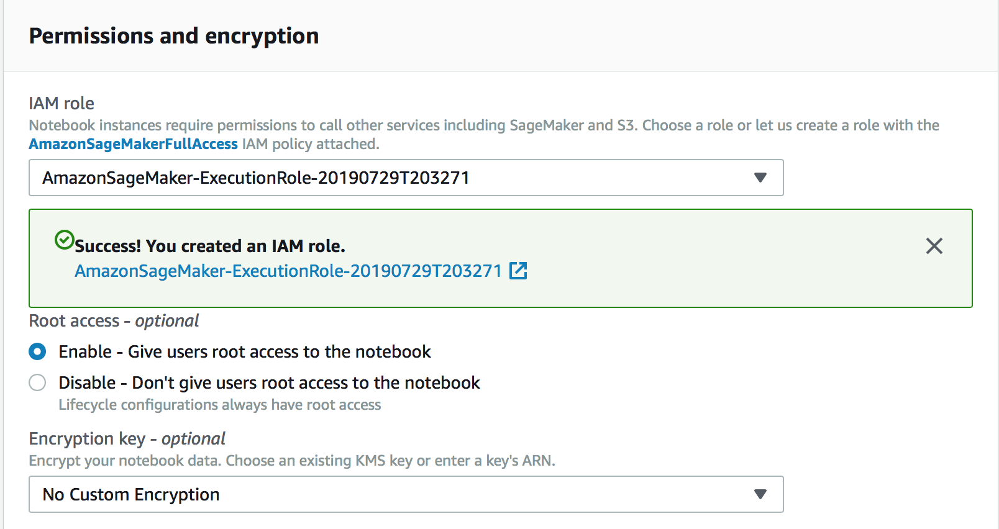 Permissions and encryption
IAM role
Notebook instances require permissions to call other services including SageMaker and S3. Choose a role or let us create a role with the
AmazonSageMakerFullAccess IAM policy attached.
AmazonSageMaker-ExecutionRole-20190729T203271
Success! You created an IAM role.
AmazonSageMaker-ExecutionRole-20190729T203271
Root access - optional
Enable - Give users root access to the notebook
Disable - Don't give users root access to the notebook
Lifecycle configurations always have root access
Encryption key - optional
Encrypt your notebook data. Choose an existing KMS key or enter a key's ARN.
No Custom Encryption